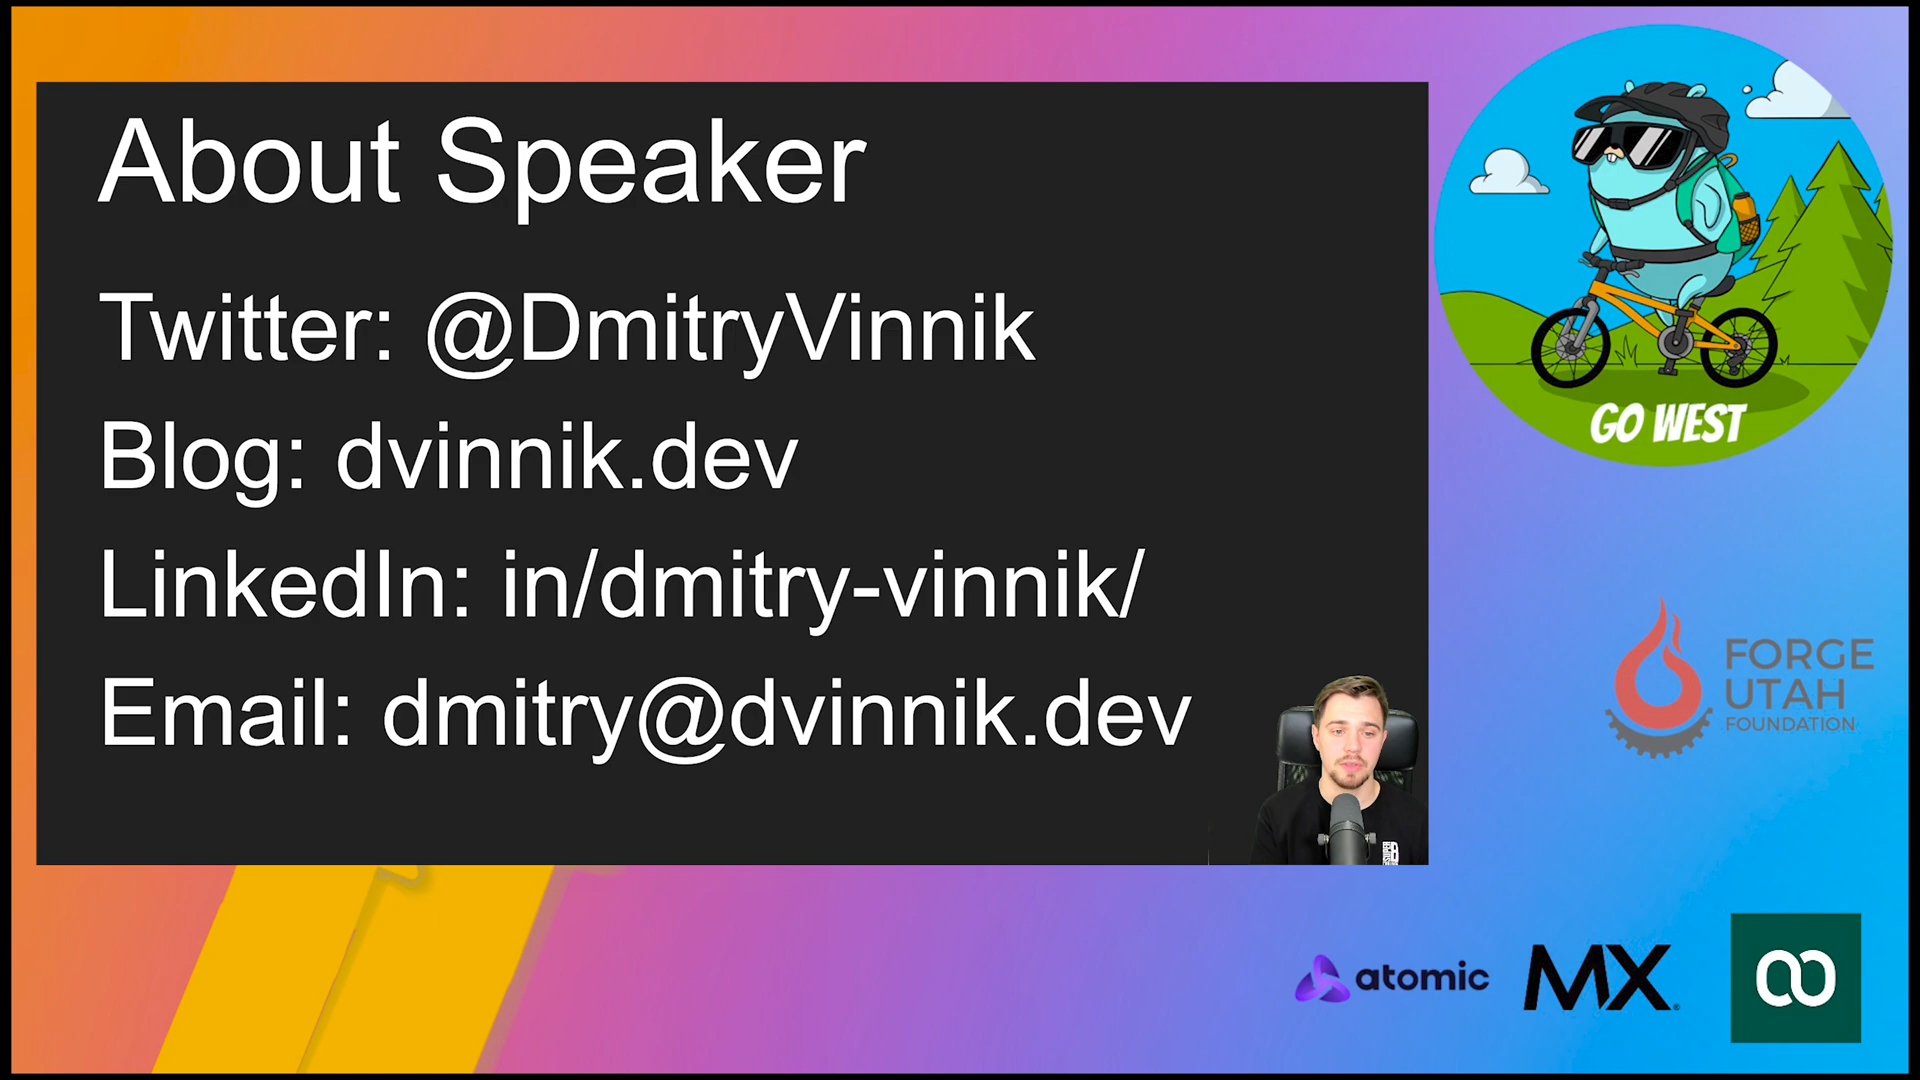 About Speaker
Twitter: @DmitryVinnik
Blog: dvinnik.dev
LinkedIn: in/dmitry-vinnik/
Email: dmitry@dvinnik.dev
GO WEST
FORGE
UTAH
FOUNDATION
atomic
MX